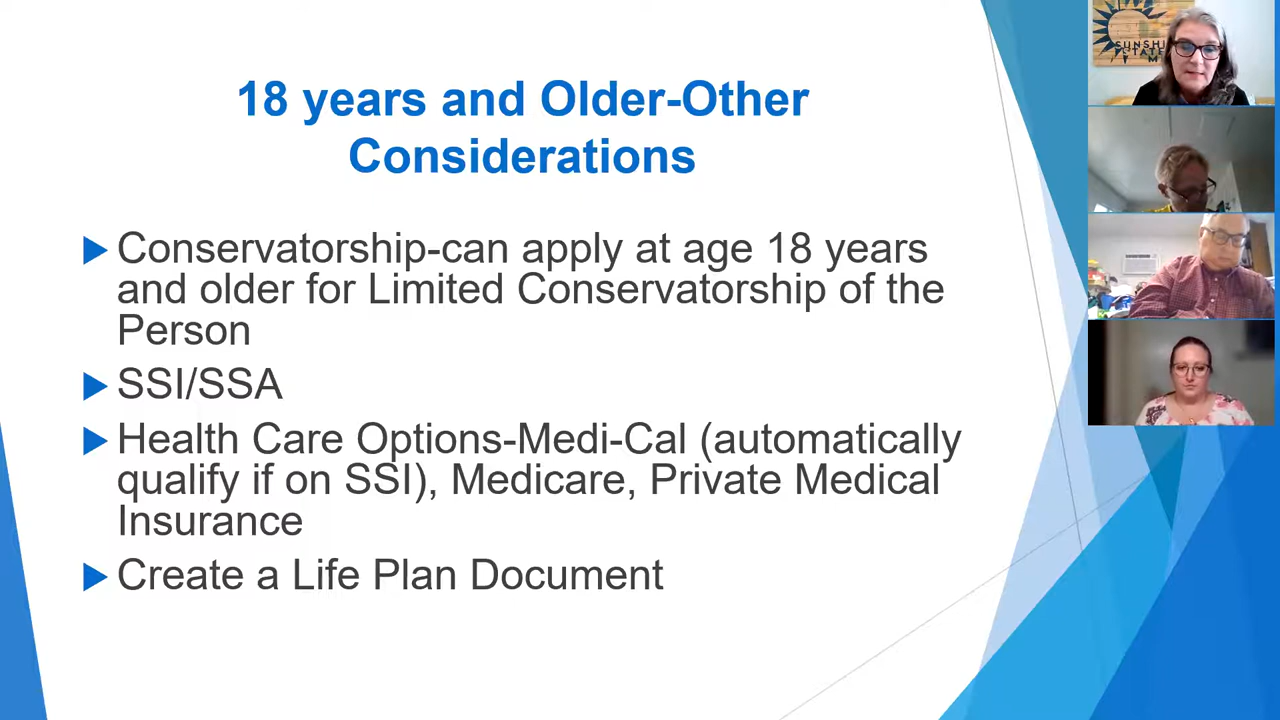 18 years and Older-Other
Considerations
Conservatorship-can apply at age 18 years
and older for Limited Conservatorship of the
Person
SSI/SSA
Health Care Options-Medi-Cal (automatically
qualify if on SSI), Medicare, Private Medical
Insurance
Create a Life Plan Document
SUNSHI
STATE
M